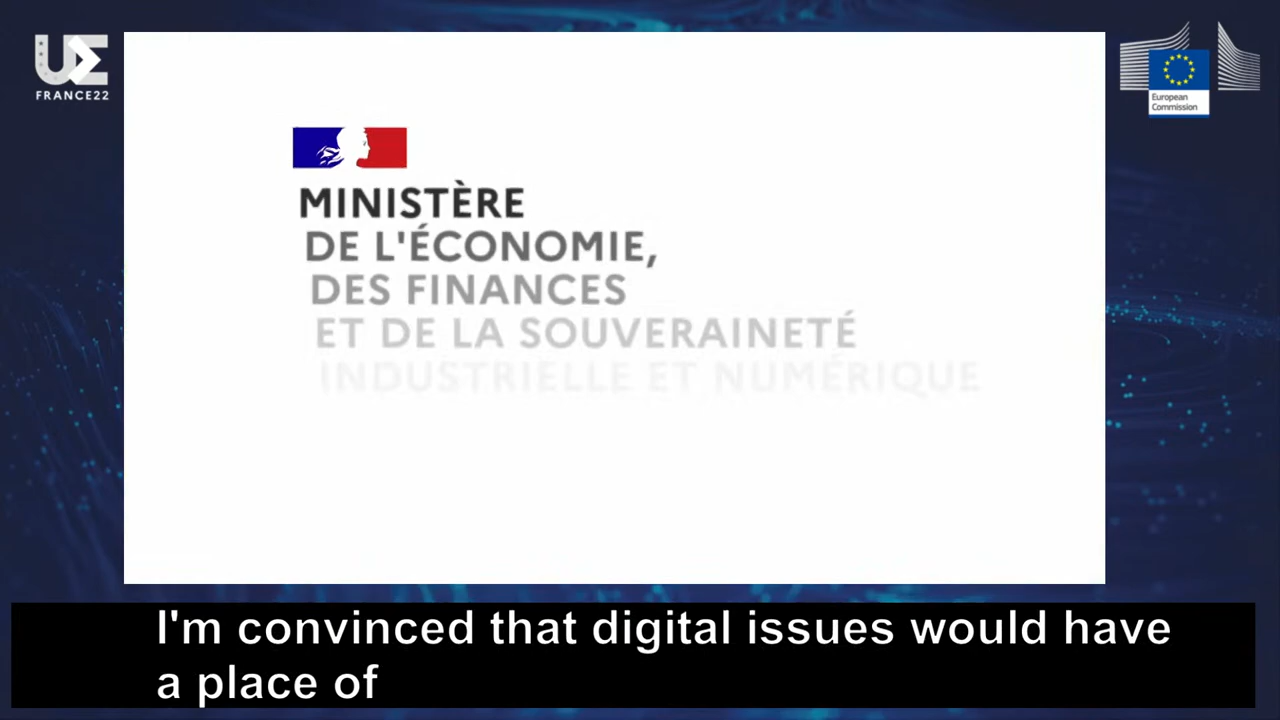 UE
FRANCE22
European
Commission
MINISTÈRE
DE L'ÉCONOMIE,
DES FINANCES
ET DE LA SOUVERAINETÉ
INDUSTRIELLE ET NUMÉRIQUE
I'm convinced that digital issues would have
a place of